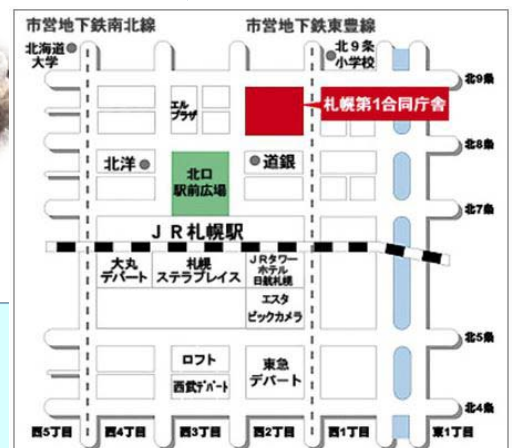 市営地下鉄南北線
市営地下鉄東豊線
北海道
大学
北9条
小学校
北9条
エル
プラザ
札幌第1合同庁舎
北8条
北洋
北口
駅前広場
道銀
北7条
JR札幌駅
大丸
デパート
札幌
ステラプレイス
JRタワー
ホテル
日航札幌
エスタ
ビックカメラ
北5条
ロフト
西武デパート
東急
デパート
北4条
西5丁目
西4丁目
西3丁目
西2丁目
西1丁目
東1丁目